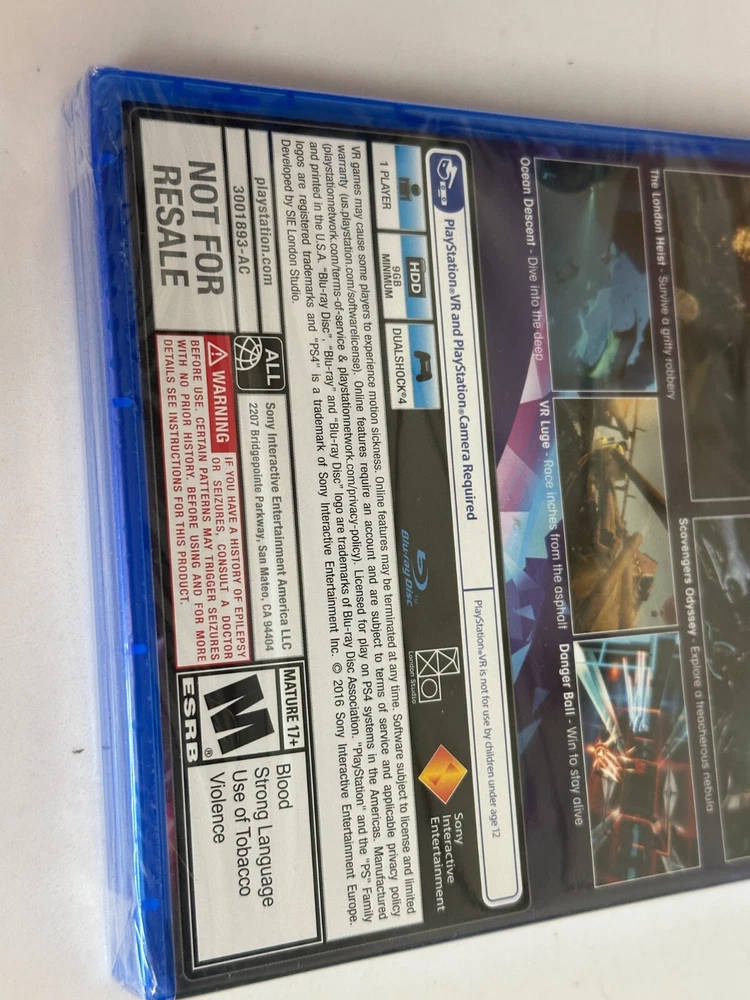 The London Heist - Survive a gritty robbery
Scavengers Odyssey - Explore a treacherous nebula
Ocean Descent - Dive into the deep
VR Luge - Race inches from the asphalt
Danger Ball - Win to stay alive
PlayStation®VR and PlayStation®Camera Required
PlayStation®VR is not for use by children under age 12
1 PLAYER
HDD
9GB
MINIMUM
DUALSHOCK®4
Blu-ray Disc™
London Studio
Sony
Interactive
Entertainment
VR games may cause some players to experience motion sickness. Online features may be terminated at any time. Software subject to license and limited
warranty (us.playstation.com/softwarelicense). Online features require an account and are subject to terms of service and applicable privacy policy
(playstationnetwork.com/terms-of-service & playstationnetwork.com/privacy-policy). Licensed for play on PS4 systems in the Americas. Manufactured
and printed in the U.S.A. "Blu-ray Disc", "Blu-ray" and "Blu-ray Disc" logo are trademarks of Blu-ray Disc Association. "PlayStation" and the "PS" Family
logos are registered trademarks and "PS4" is a trademark of Sony Interactive Entertainment Inc. © 2016 Sony Interactive Entertainment Europe.
Developed by SIE London Studio.
playstation.com
3001893-AC
NOT FOR
RESALE
ALL
Sony Interactive Entertainment America LLC
2207 Bridgepointe Parkway, San Mateo, CA 94404
WARNING IF YOU HAVE A HISTORY OF EPILEPSY
OR SEIZURES, CONSULT A DOCTOR
BEFORE USE. CERTAIN PATTERNS MAY TRIGGER SEIZURES
WITH NO PRIOR HISTORY. BEFORE USING AND FOR MORE
DETAILS SEE INSTRUCTIONS FOR THIS PRODUCT.
MATURE 17+
M
®
ESRB
Blood
Strong Language
Use of Tobacco
Violence